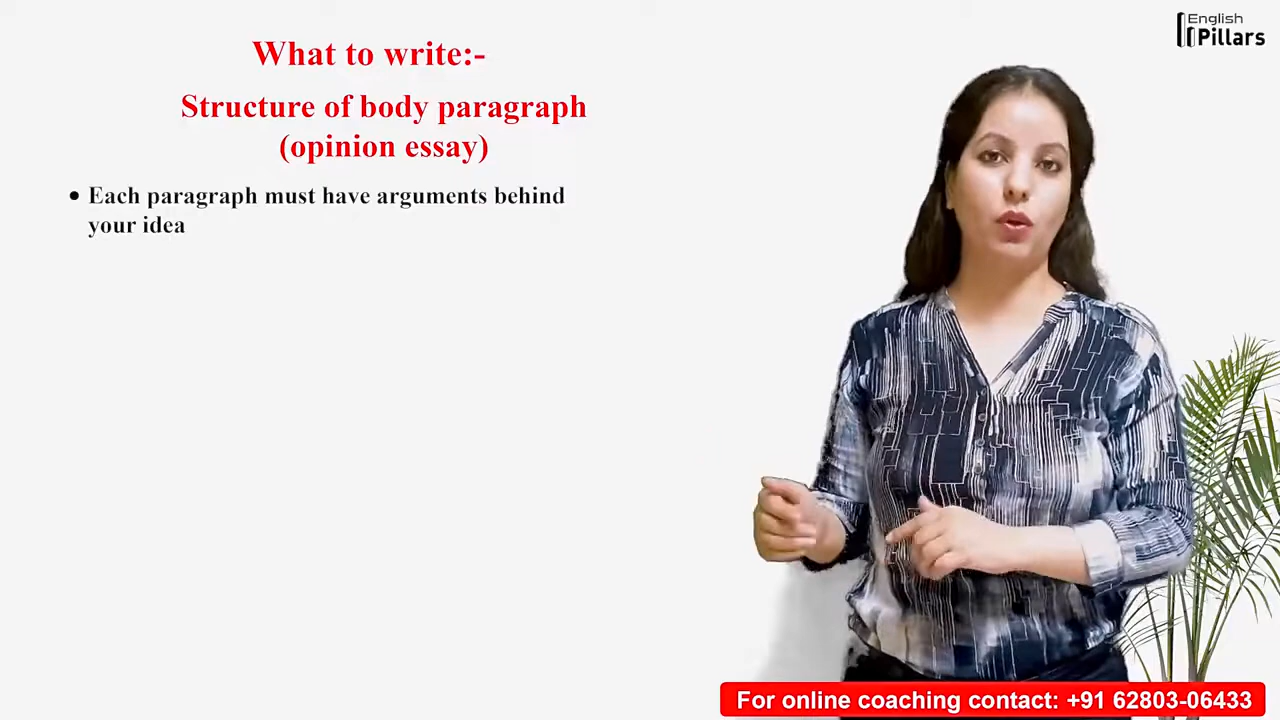 What to write:-
Structure of body paragraph
(opinion essay)
• Each paragraph must have arguments behind
your idea
English
Pillars
For online coaching contact: +91 62803-06433